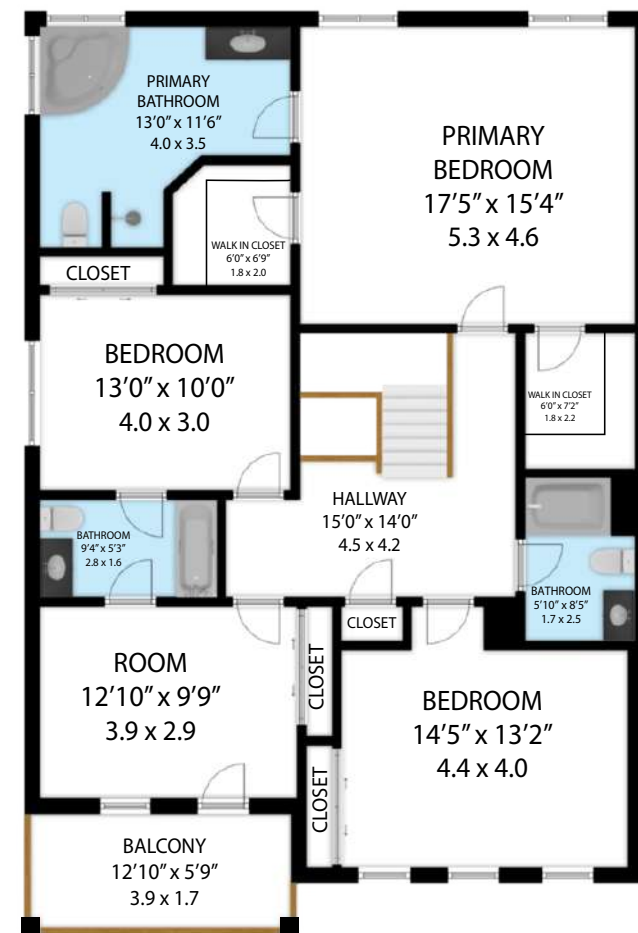 PRIMARY
BATHROOM
13’0” x 11’6”
4.0 x 3.5
PRIMARY
BEDROOM
17’5” x 15’4”
5.3 x 4.6
WALK IN CLOSET
6’0” x 6’9”
1.8 x 2.0
CLOSET
BEDROOM
13’0” x 10’0”
4.0 x 3.0
WALK IN CLOSET
6’0” x 7’2”
1.8 x 2.2
HALLWAY
15’0” x 14’0”
4.5 x 4.2
BATHROOM
9’4” x 5’3”
2.8 x 1.6
BATHROOM
5’10” x 8’5”
1.7 x 2.5
CLOSET
ROOM
12’10” x 9’9”
3.9 x 2.9
CLOSET
BEDROOM
14’5” x 13’2”
4.4 x 4.0
CLOSET
BALCONY
12’10” x 5’9”
3.9 x 1.7